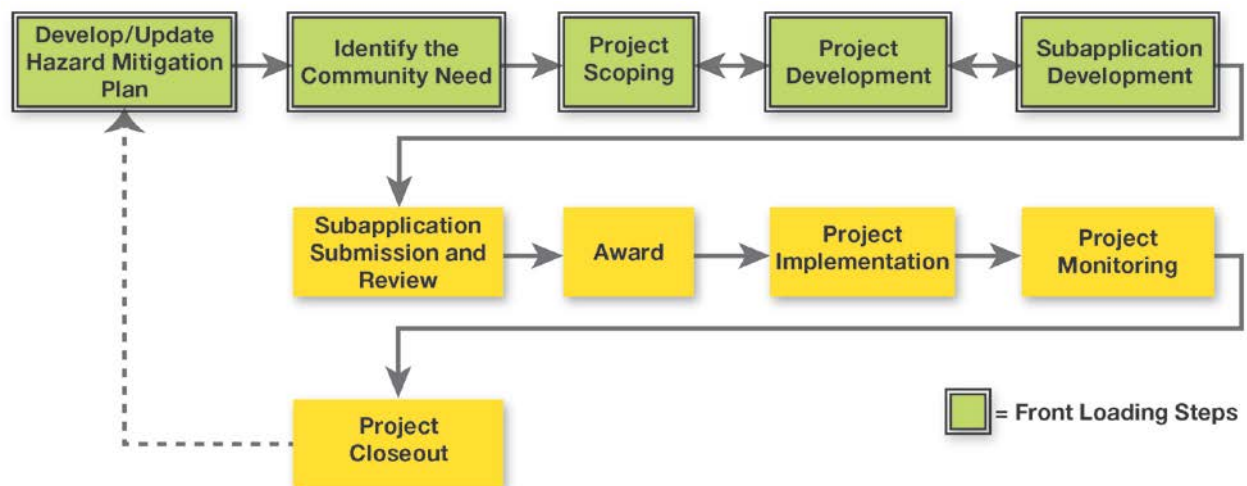 Develop/Update
Hazard Mitigation
Plan
Identify the
Community Need
Project
Scoping
Project
Development
Subapplication
Development
Subapplication
Submission and
Review
Award
Project
Implementation
Project
Monitoring
Project
Closeout
= Front Loading Steps